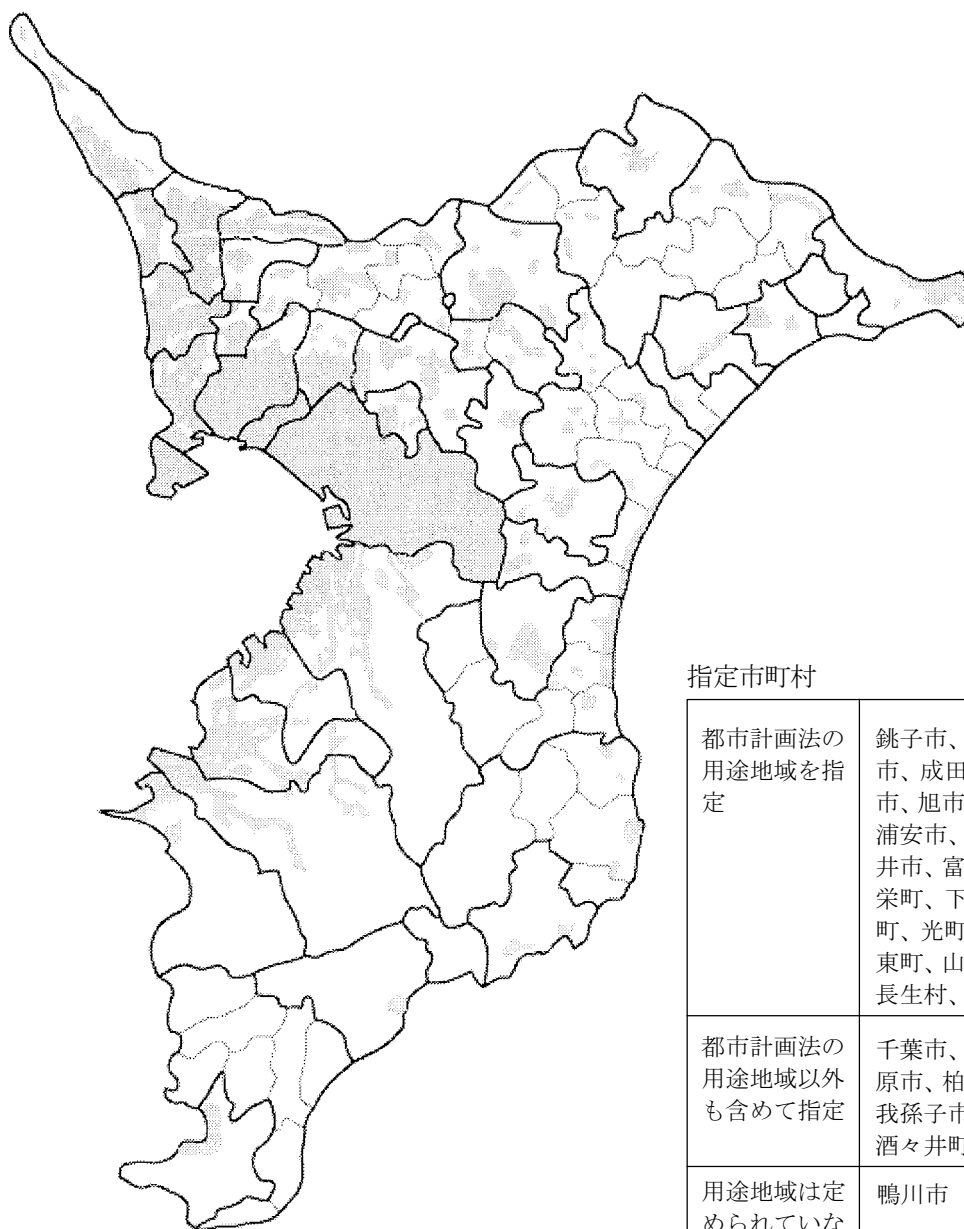 指定市町村
都市計画法の
用途地域を指
定
銚子市、
市、成田
市、旭市
浦安市、
井市、富
栄町、下
町、光町
東町、山
長生村、
都市計画法の
用途地域以外
も含めて指定
千葉市、
原市、柏
我孫子市
酒々井町
用途地域は定
められていな
鴨川市